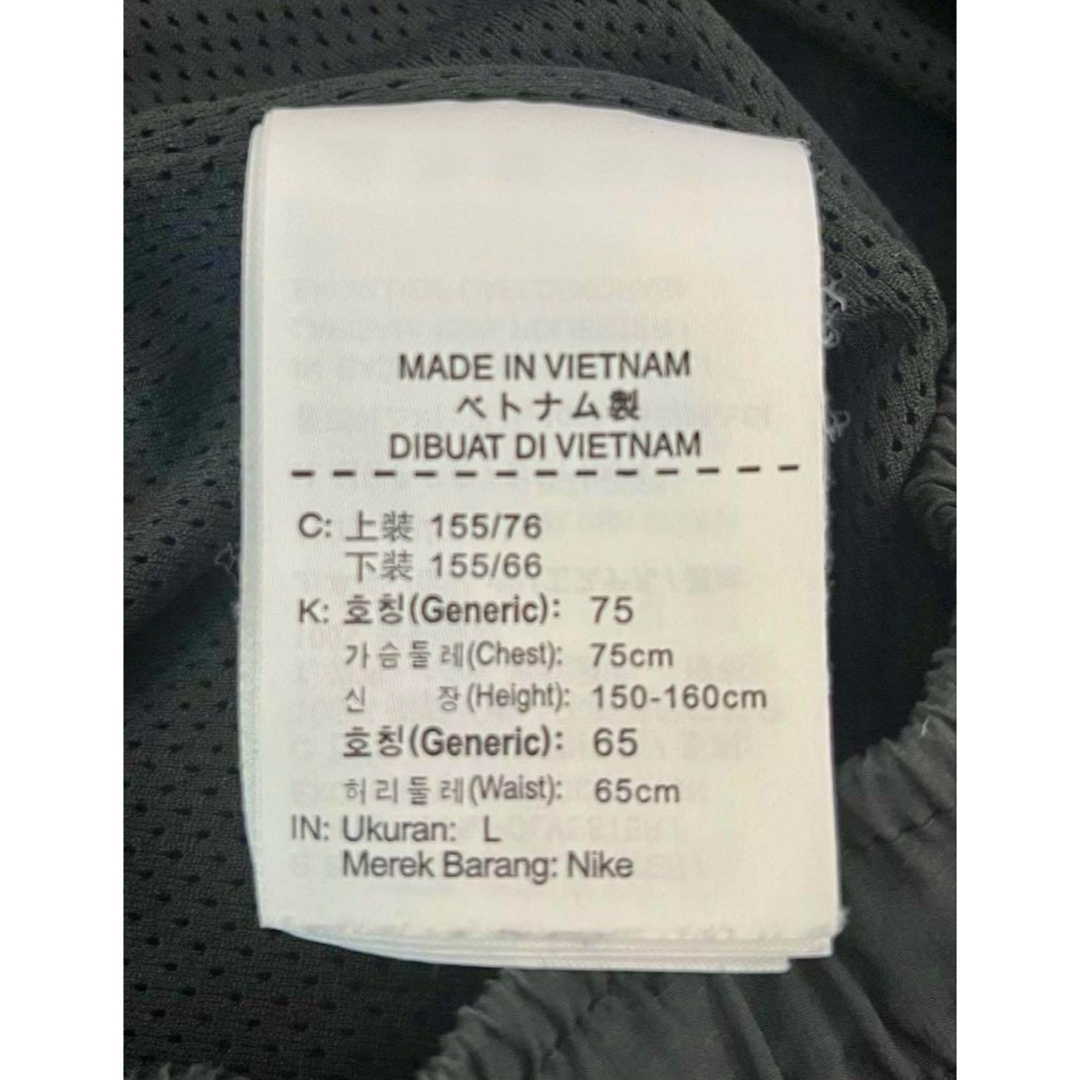 MADE IN VIETNAM
ベトナム製
DIBUAT DI VIETNAM
C: 上装 155/76
下装 155/66
K: 호칭(Generic): 75
가슴둘레(Chest): 75cm
신 장(Height): 150-160cm
호칭(Generic): 65
허리둘레(Waist): 65cm
IN: Ukuran: L
Merek Barang: Nike